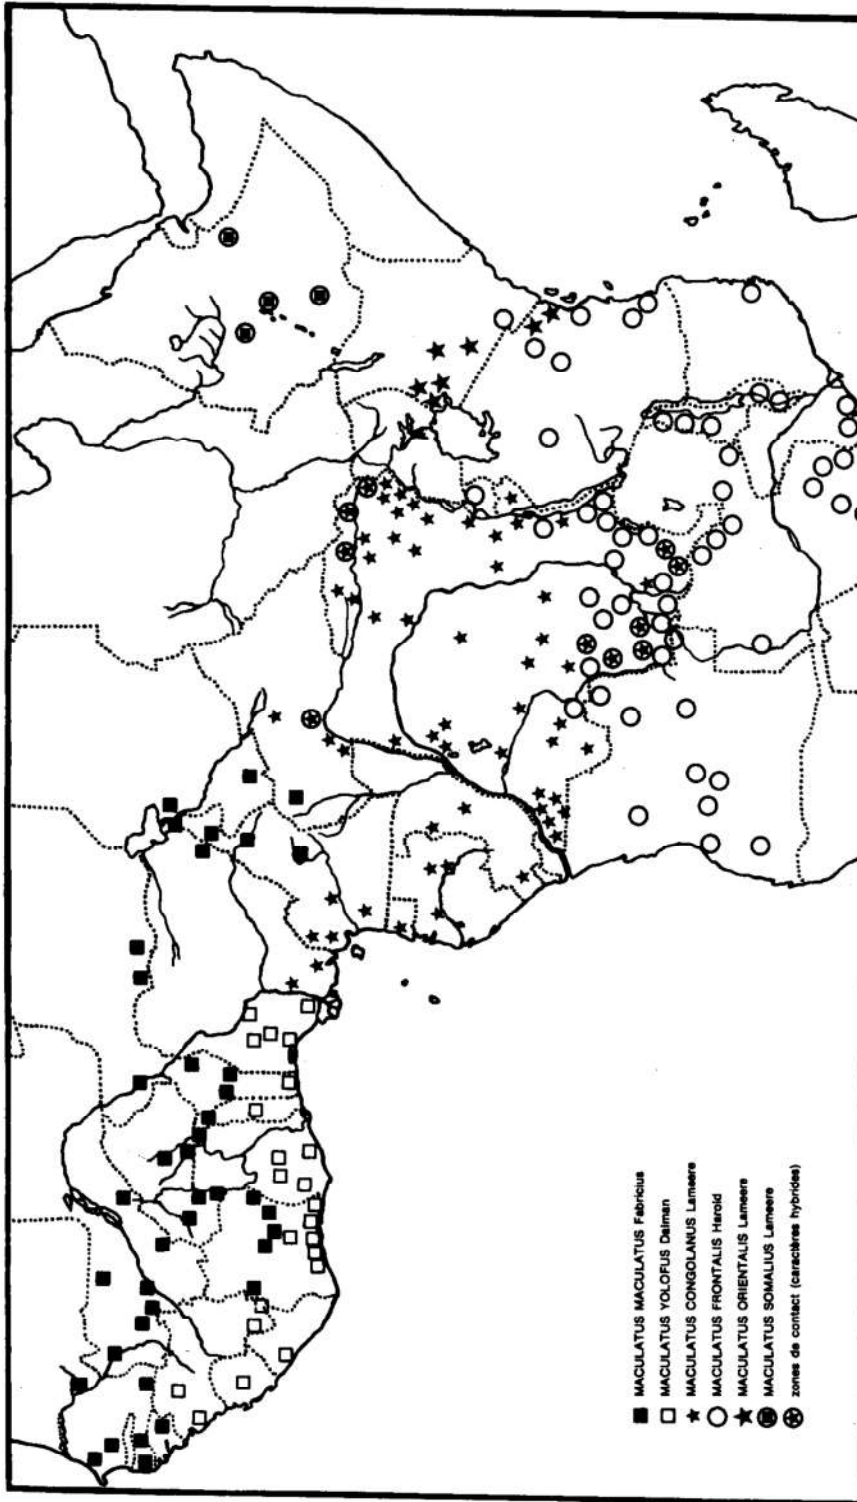 MACULATUS MACULATUS Fabricius
MACULATUS YOLOFUS Dalman
MACULATUS CONGOLANUS Lameere
MACULATUS FRONTALIS Harold
MACULATUS ORIENTALIS Lameere
MACULATUS SOMALIUS Lameere
zones de contact (caractères hybrides)